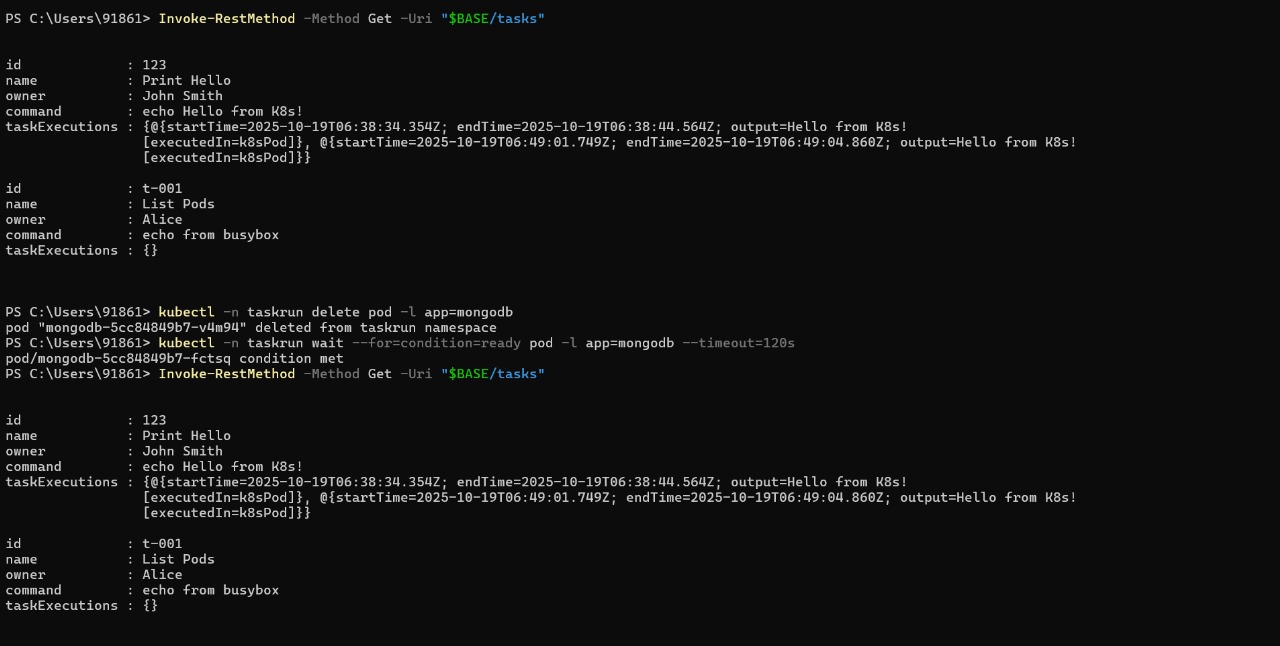 PS C:\Users\91861> Invoke-RestMethod -Method Get -Uri "$BASE/tasks"
id             : 123
name           : Print Hello
owner          : John Smith
command        : echo Hello from K8s!
taskExecutions : {@{startTime=2025-10-19T06:38:34.354Z; endTime=2025-10-19T06:38:44.564Z; output=Hello from K8s!
                 [executedIn=k8sPod]}, @{startTime=2025-10-19T06:49:01.749Z; endTime=2025-10-19T06:49:04.860Z; output=Hello from K8s!
                 [executedIn=k8sPod]}}
id             : t-001
name           : List Pods
owner          : Alice
command        : echo from busybox
taskExecutions : {}
PS C:\Users\91861> kubectl -n taskrun delete pod -l app=mongodb
pod "mongodb-5cc84849b7-v4m94" deleted from taskrun namespace
PS C:\Users\91861> kubectl -n taskrun wait --for=condition=ready pod -l app=mongodb --timeout=120s
pod/mongodb-5cc84849b7-fctsq condition met
PS C:\Users\91861> Invoke-RestMethod -Method Get -Uri "$BASE/tasks"
id             : 123
name           : Print Hello
owner          : John Smith
command        : echo Hello from K8s!
taskExecutions : {@{startTime=2025-10-19T06:38:34.354Z; endTime=2025-10-19T06:38:44.564Z; output=Hello from K8s!
                 [executedIn=k8sPod]}, @{startTime=2025-10-19T06:49:01.749Z; endTime=2025-10-19T06:49:04.860Z; output=Hello from K8s!
                 [executedIn=k8sPod]}}
id             : t-001
name           : List Pods
owner          : Alice
command        : echo from busybox
taskExecutions : {}